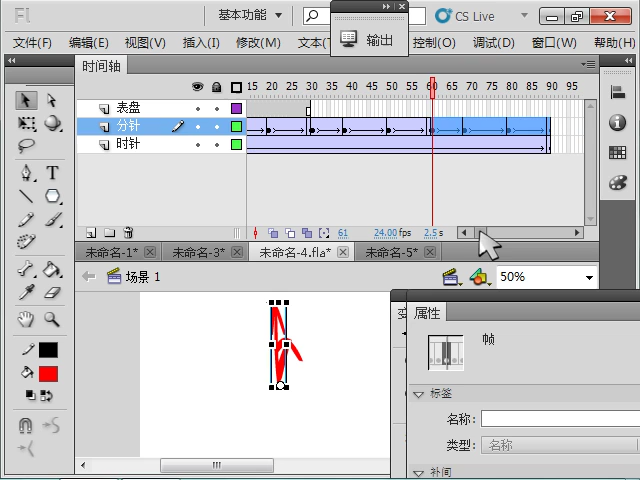 Fl 基本功能 CS Live
文件(F) 编辑(E) 视图(V) 插入(I) 修改(M) 文本(T 输出 控制(O) 调试(D) 窗口(W) 帮助(H)
时间轴
15 20 25 30 35 40 45 50 55 60 65 70 75 80 85 90 95
表盘
分针
时针
61 24.00 fps 2.5 s
未命名-1* 未命名-3* 未命名-4.fla* 未命名-5*
场景 1 50%
属性
帧
标签
名称:
类型: 名称
补间